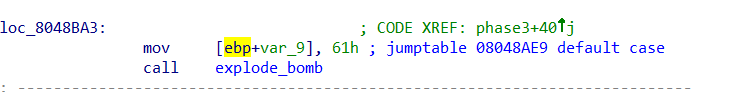 loc_8048BA3: ; CODE XREF: phase3+40↑j
mov [ebp+var_9], 61h ; jumptable 08048AE9 default case
call explode_bomb
; ---------------------------------------------------------------------------